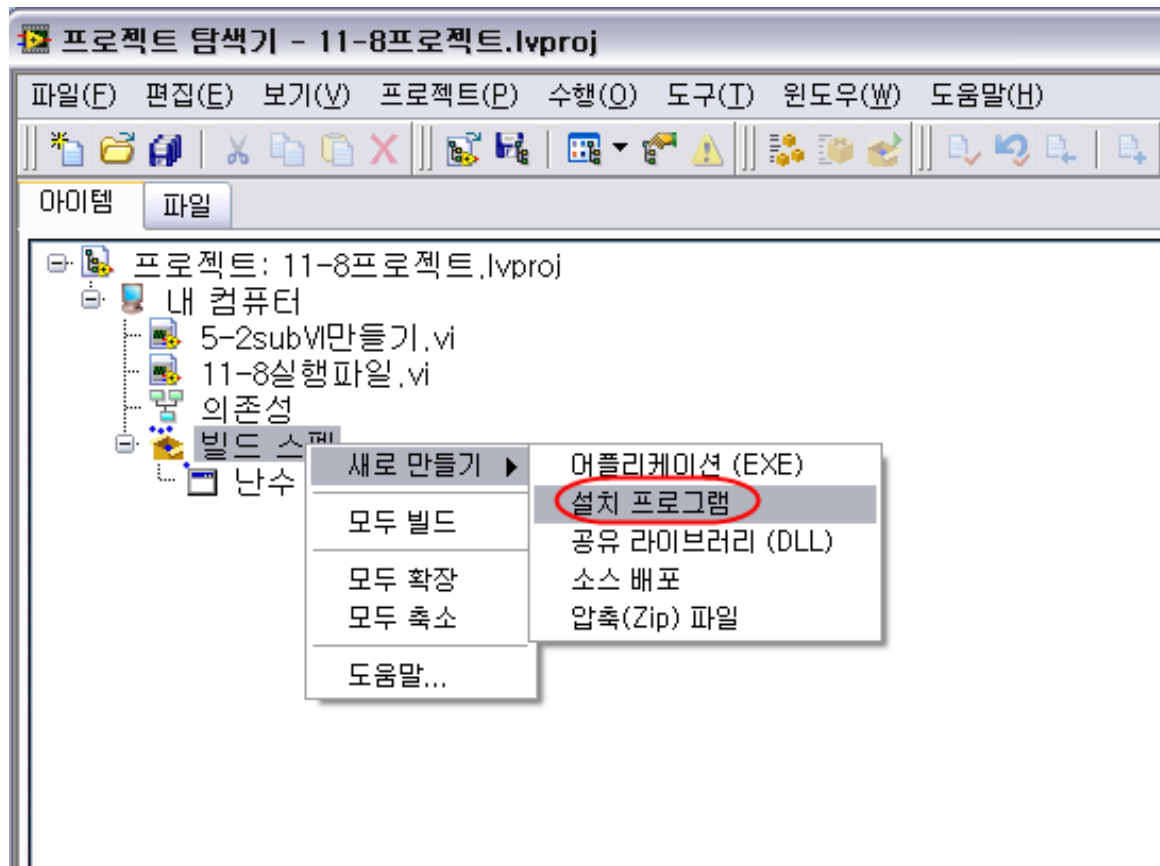 프로젝트 탐색기 - 11-8프로젝트.lvproj
파일(F) 편집(E) 보기(V) 프로젝트(P) 수행(O) 도구(T) 윈도우(W) 도움말(H)
아이템 파일
프로젝트: 11-8프로젝트.lvproj
내 컴퓨터
5-2subVI만들기.vi
11-8실행파일.vi
의존성
빌드 스펙
난수
새로 만들기
모두 빌드
모두 확장
모두 축소
도움말...
어플리케이션 (EXE)
설치 프로그램
공유 라이브러리 (DLL)
소스 배포
압축(Zip) 파일